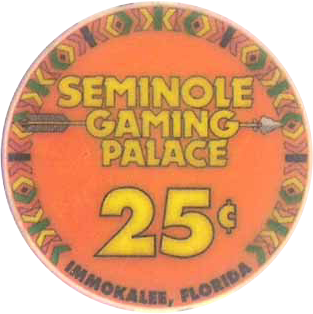 SEMINOLE
GAMING
PALACE
25¢
IMMOKALEE, FLORIDA